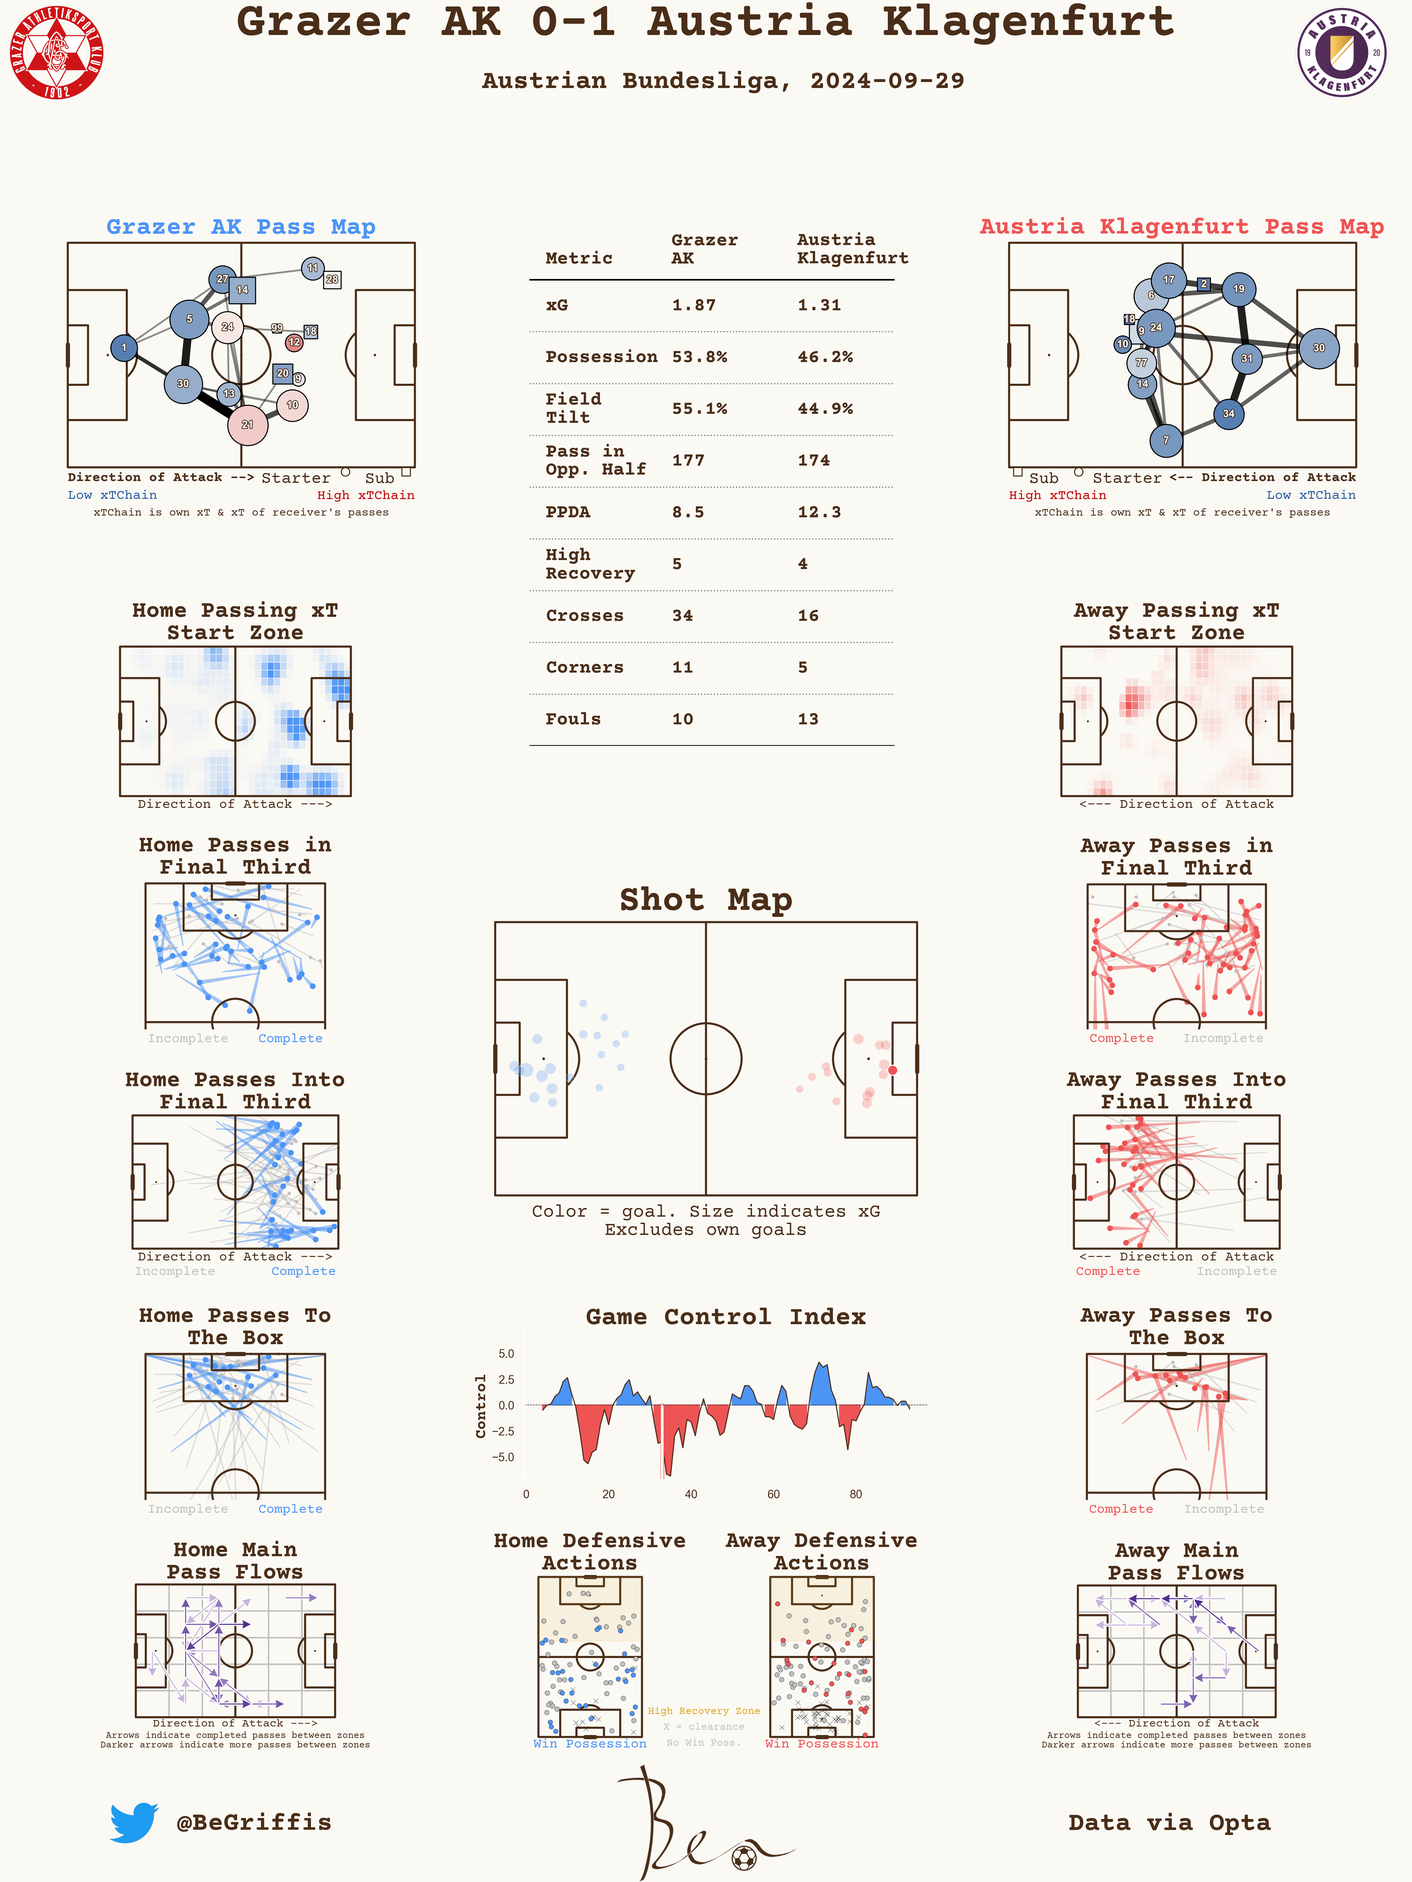 Grazer AK 0-1 Austria Klagenfurt
Austrian Bundesliga, 2024-09-29
GRAZER ATHLETIKSPORT KLUB
1902
AUSTRIA
19 20
KLAGENFURT
Grazer AK Pass Map
27
11
28
14
5
24
99
18
12
1
20
9
30
13
10
21
Direction of Attack --> Starter Sub
Low xTChain High xTChain
xTChain is own xT & xT of receiver's passes
Metric Grazer AK Austria Klagenfurt
xG 1.87 1.31
Possession 53.8% 46.2%
Field Tilt 55.1% 44.9%
Pass in Opp. Half 177 174
PPDA 8.5 12.3
High Recovery 5 4
Crosses 34 16
Corners 11 5
Fouls 10 13
Austria Klagenfurt Pass Map
17
2
19
6
18
9
24
10
30
77
31
14
34
7
Sub Starter <-- Direction of Attack
High xTChain Low xTChain
xTChain is own xT & xT of receiver's passes
Home Passing xT
Start Zone
Direction of Attack --->
Away Passing xT
Start Zone
<--- Direction of Attack
Home Passes in
Final Third
Incomplete Complete
Away Passes in
Final Third
Complete Incomplete
Shot Map
Color = goal. Size indicates xG
Excludes own goals
Home Passes Into
Final Third
Direction of Attack --->
Incomplete Complete
Away Passes Into
Final Third
<--- Direction of Attack
Complete Incomplete
Home Passes To
The Box
Incomplete Complete
Game Control Index
Control
5.0
2.5
0.0
−2.5
−5.0
0 20 40 60 80
Away Passes To
The Box
Complete Incomplete
Home Main
Pass Flows
Direction of Attack --->
Arrows indicate completed passes between zones
Darker arrows indicate more passes between zones
Home Defensive
Actions
Win Possession
High Recovery Zone
X = clearance
No Win Poss.
Away Defensive
Actions
Win Possession
Away Main
Pass Flows
<--- Direction of Attack
Arrows indicate completed passes between zones
Darker arrows indicate more passes between zones
@BeGriffis
Ben
Data via Opta